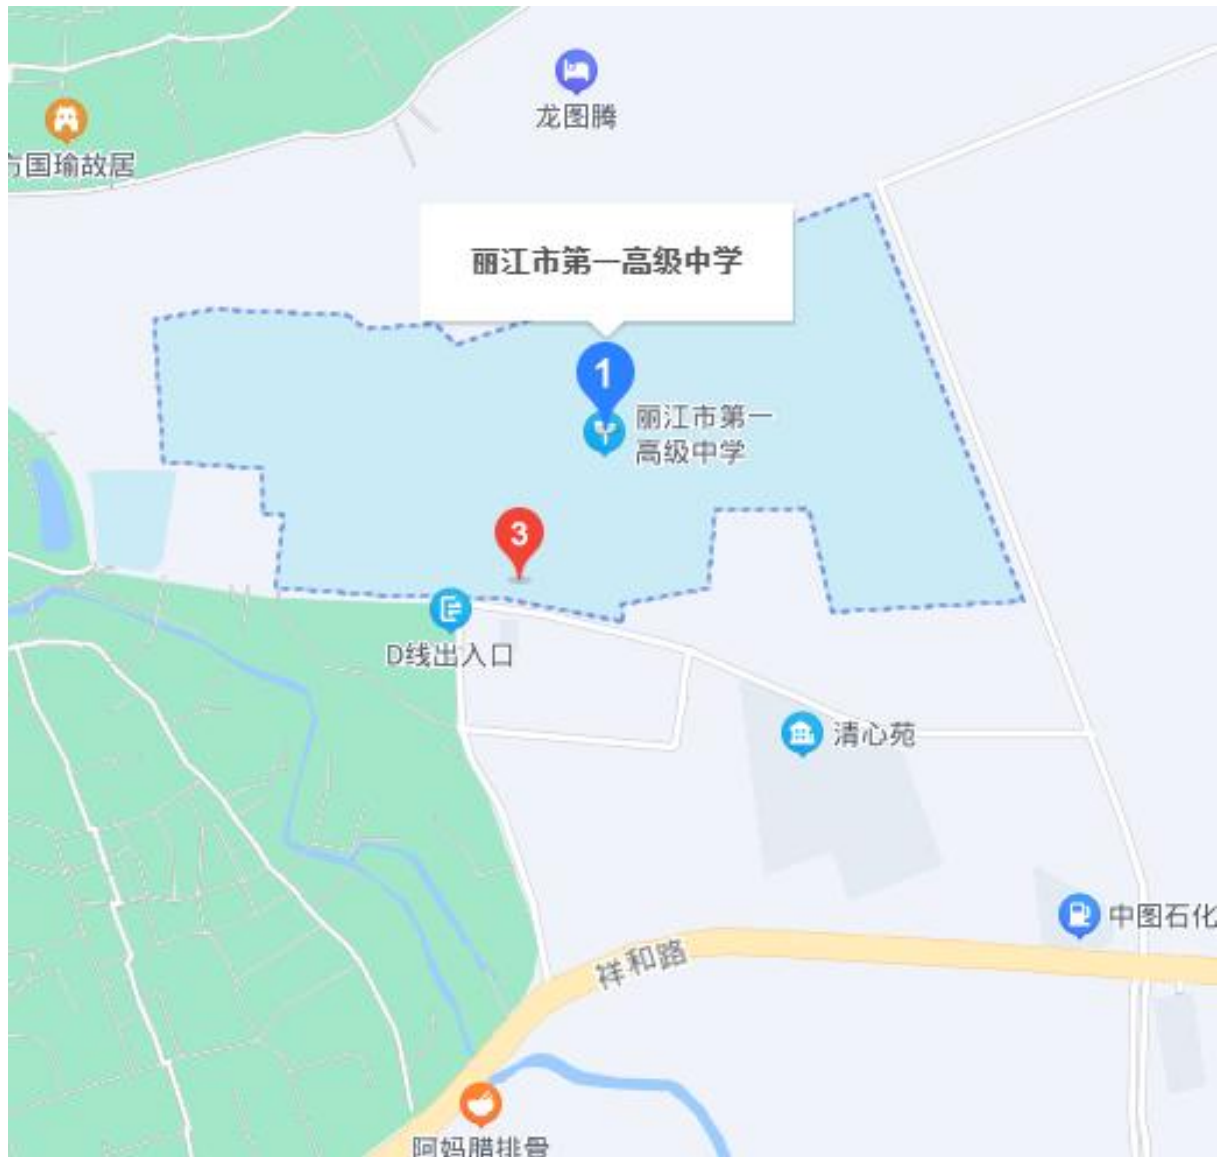 龙图腾
方国瑜故居
丽江市第一高级中学
1
丽江市第一
高级中学
3
D线出入口
清心苑
中图石化
祥和路
阿妈腊排骨